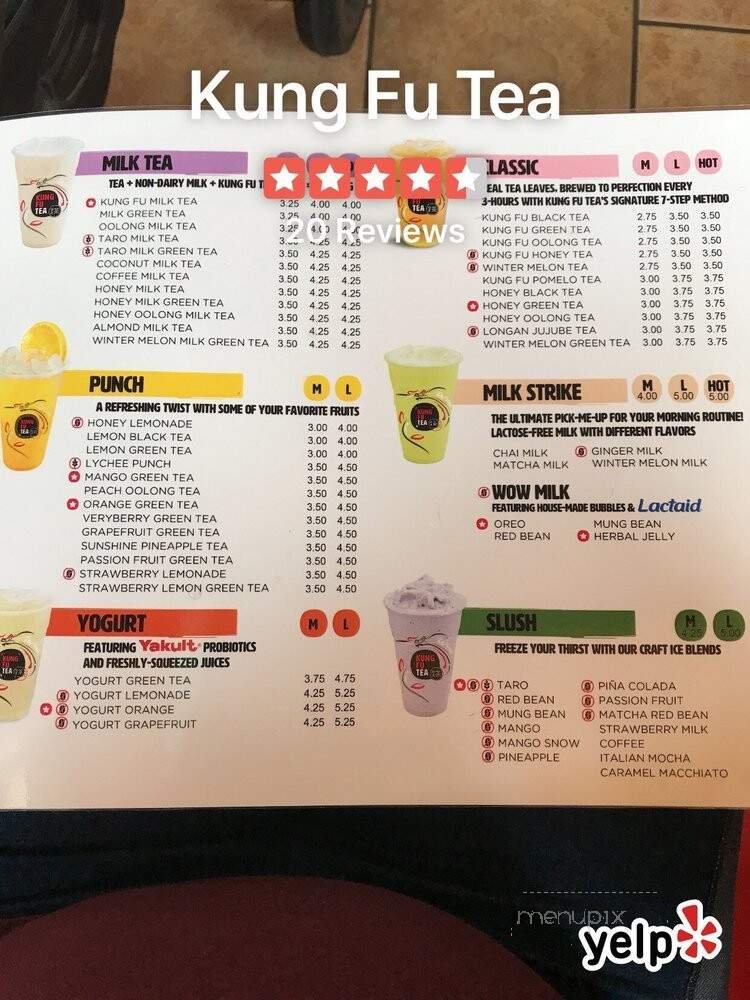 Kung Fu Tea
20 Reviews
MILK TEA
TEA + NON-DAIRY MILK + KUNG FU
KUNG FU MILK TEA 3.25 4.00 4.00
MILK GREEN TEA 3.25 4.00 4.00
OOLONG MILK TEA 3.25
TARO MILK TEA 4.25 4.25
TARO MILK GREEN TEA 3.50 4.25 4.25
COCONUT MILK TEA 3.50 4.25 4.25
COFFEE MILK TEA 3.50 4.25 4.25
HONEY MILK TEA 3.50 4.25 4.25
HONEY MILK GREEN TEA 3.50 4.25 4.25
HONEY OOLONG MILK TEA 3.50 4.25 4.25
ALMOND MILK TEA 3.50 4.25 4.25
WINTER MELON MILK GREEN TEA 3.50 4.25 4.25
PUNCH M L
A REFRESHING TWIST WITH SOME OF YOUR FAVORITE FRUITS
HONEY LEMONADE 3.00 4.00
LEMON BLACK TEA 3.00 4.00
LEMON GREEN TEA 3.00 4.00
LYCHEE PUNCH 3.50 4.50
MANGO GREEN TEA 3.50 4.50
PEACH OOLONG TEA 3.50 4.50
ORANGE GREEN TEA 3.50 4.50
VERYBERRY GREEN TEA 3.50 4.50
GRAPEFRUIT GREEN TEA 3.50 4.50
SUNSHINE PINEAPPLE TEA 3.50 4.50
PASSION FRUIT GREEN TEA 3.50 4.50
STRAWBERRY LEMONADE 3.50 4.50
STRAWBERRY LEMON GREEN TEA 3.50 4.50
YOGURT M L
FEATURING Yakult PROBIOTICS
AND FRESHLY-SQUEEZED JUICES
YOGURT GREEN TEA 3.75 4.75
YOGURT LEMONADE 4.25 5.25
YOGURT ORANGE 4.25 5.25
YOGURT GRAPEFRUIT 4.25 5.25
CLASSIC M L HOT
REAL TEA LEAVES. BREWED TO PERFECTION EVERY
3-HOURS WITH KUNG FU TEA'S SIGNATURE 7-STEP METHOD
KUNG FU BLACK TEA 2.75 3.50 3.50
KUNG FU GREEN TEA 2.75 3.50 3.50
KUNG FU OOLONG TEA 2.75 3.50 3.50
KUNG FU HONEY TEA 2.75 3.50 3.50
WINTER MELON TEA 2.75 3.50 3.50
KUNG FU POMELO TEA 3.00 3.75 3.75
HONEY BLACK TEA 3.00 3.75 3.75
HONEY GREEN TEA 3.00 3.75 3.75
HONEY OOLONG TEA 3.00 3.75 3.75
LONGAN JUJUBE TEA 3.00 3.75 3.75
WINTER MELON GREEN TEA 3.00 3.75 3.75
MILK STRIKE M 4.00 L 5.00 HOT 5.00
THE ULTIMATE PICK-ME-UP FOR YOUR MORNING ROUTINE!
LACTOSE-FREE MILK WITH DIFFERENT FLAVORS
CHAI MILK GINGER MILK
MATCHA MILK WINTER MELON MILK
WOW MILK
FEATURING HOUSE-MADE BUBBLES & Lactaid
OREO MUNG BEAN
RED BEAN HERBAL JELLY
SLUSH M 4.25 L 5.00
FREEZE YOUR THIRST WITH OUR CRAFT ICE BLENDS
TARO PIÑA COLADA
RED BEAN PASSION FRUIT
MUNG BEAN MATCHA RED BEAN
MANGO STRAWBERRY MILK
MANGO SNOW COFFEE
PINEAPPLE ITALIAN MOCHA
CARAMEL MACCHIATO
KUNG FU TEA
KUNG FU TEA
KUNG FU TEA
KUNG FU TEA
menupix
yelp